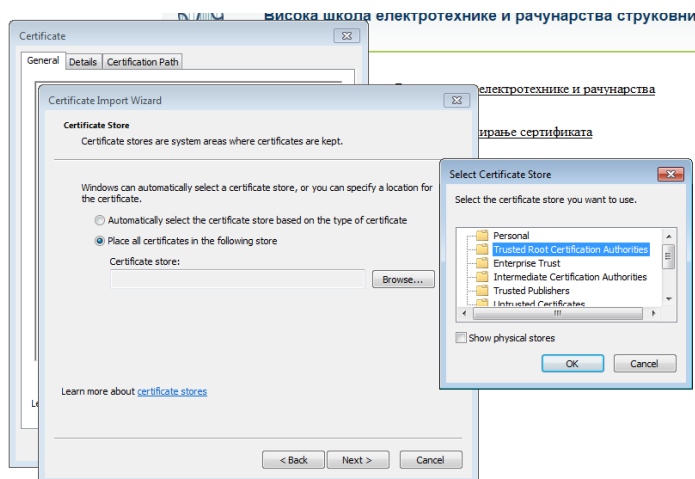 Висока школа електротехнике и рачунарства
Certificate
General Details Certification Path
електротехнике и рачунарства
Certificate Import Wizard
Certificate Store
Certificate stores are system areas where certificates are kept.
сертификата
Windows can automatically select a certificate store, or you can specify a location for
the certificate.
Automatically select the certificate store based on the type of certificate
Place all certificates in the following store
Certificate store:
Browse...
Learn more about certificate stores
< Back Next > Cancel
Select Certificate Store
Select the certificate store you want to use.
Personal
Trusted Root Certification Authorities
Enterprise Trust
Intermediate Certification Authorities
Trusted Publishers
Untrusted Certificates
Show physical stores
OK Cancel